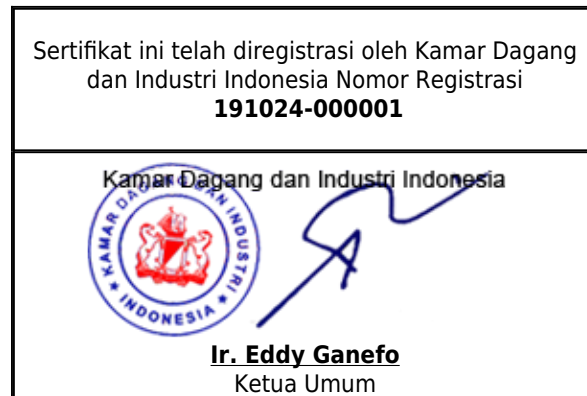 Sertifikat ini telah diregistrasi oleh Kamar Dagang
dan Industri Indonesia Nomor Registrasi
191024-000001
Kamar Dagang dan Industri Indonesia
KAMAR DAGANG DAN INDUSTRI
INDONESIA
Ir. Eddy Ganefo
Ketua Umum